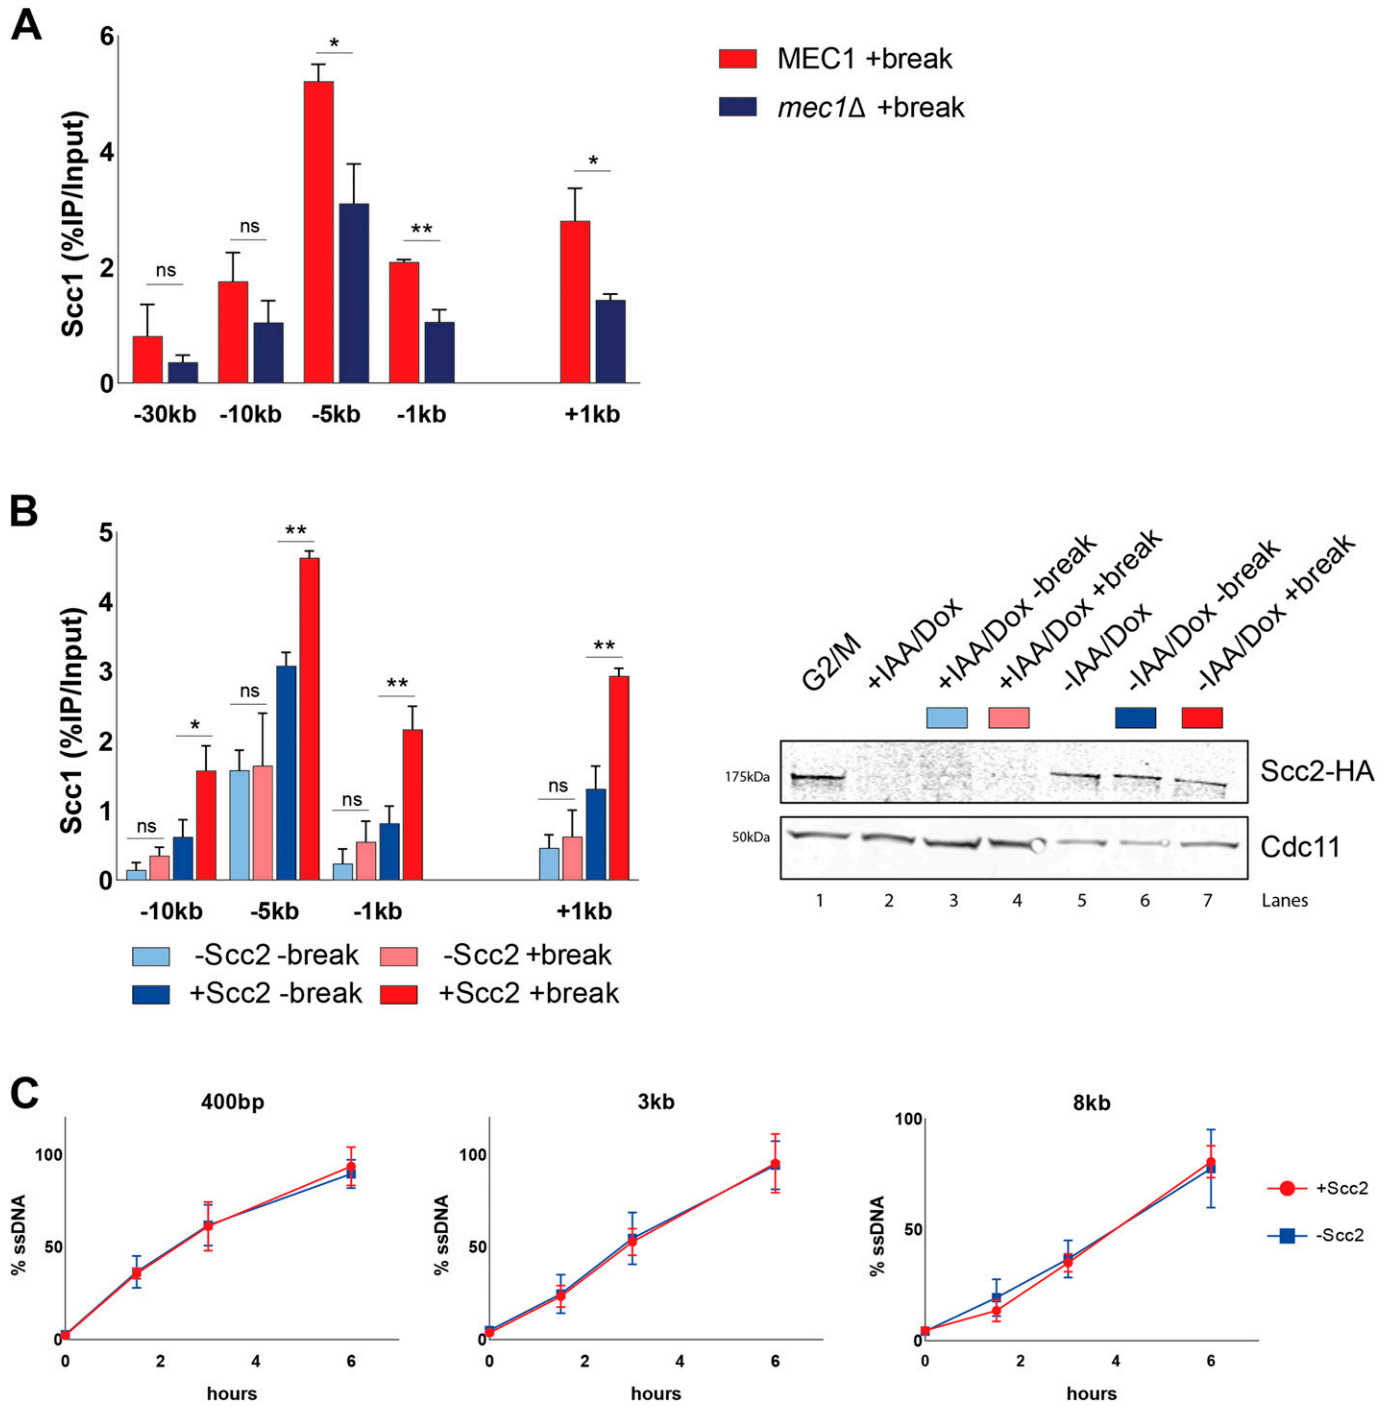 A
6
4
2
0
Scc1 (%IP/Input)
ns
ns
*
**
*
-30kb -10kb -5kb -1kb +1kb
MEC1 +break
mec1Δ +break
B
5
4
3
2
1
0
Scc1 (%IP/Input)
ns
*
ns
**
ns
**
ns
**
-10kb -5kb -1kb +1kb
-Scc2 -break
-Scc2 +break
+Scc2 -break
+Scc2 +break
G2/M
+IAA/Dox
+IAA/Dox -break
+IAA/Dox +break
-IAA/Dox
-IAA/Dox -break
-IAA/Dox +break
175kDa
Scc2-HA
50kDa
Cdc11
1 2 3 4 5 6 7 Lanes
C
400bp
% ssDNA
100
50
0
0 2 4 6
hours
3kb
% ssDNA
100
50
0
0 2 4 6
hours
8kb
% ssDNA
100
50
0
0 2 4 6
hours
+Scc2
-Scc2